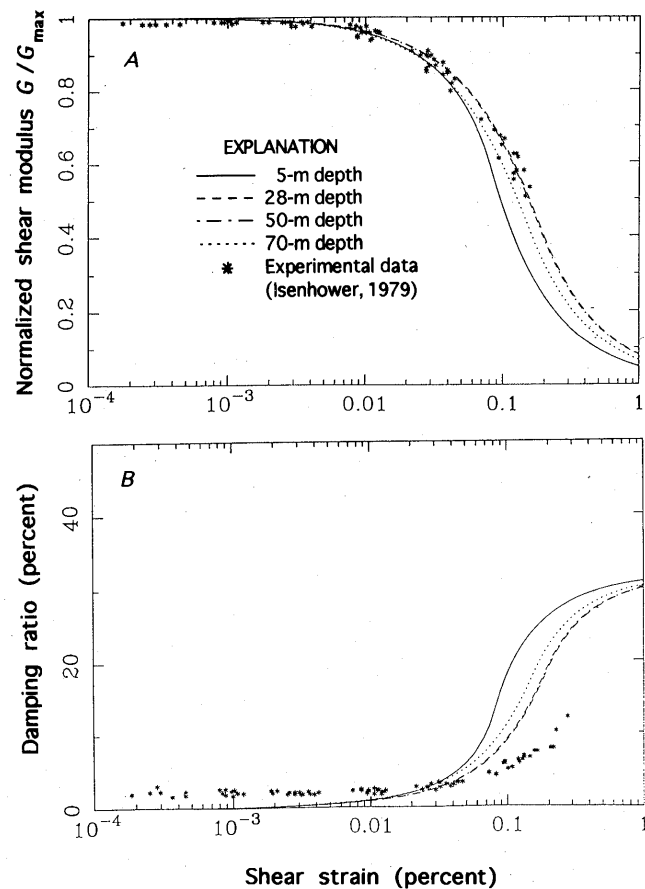 Normalized shear modulus G/Gmax
1
0.8
0.6
0.4
0.2
0
A
EXPLANATION
5-m depth
28-m depth
50-m depth
70-m depth
* Experimental data
(Isenhower, 1979)
10⁻⁴
10⁻³
0.01
0.1
1
Damping ratio (percent)
40
20
0
B
10⁻⁴
10⁻³
0.01
0.1
1
Shear strain (percent)